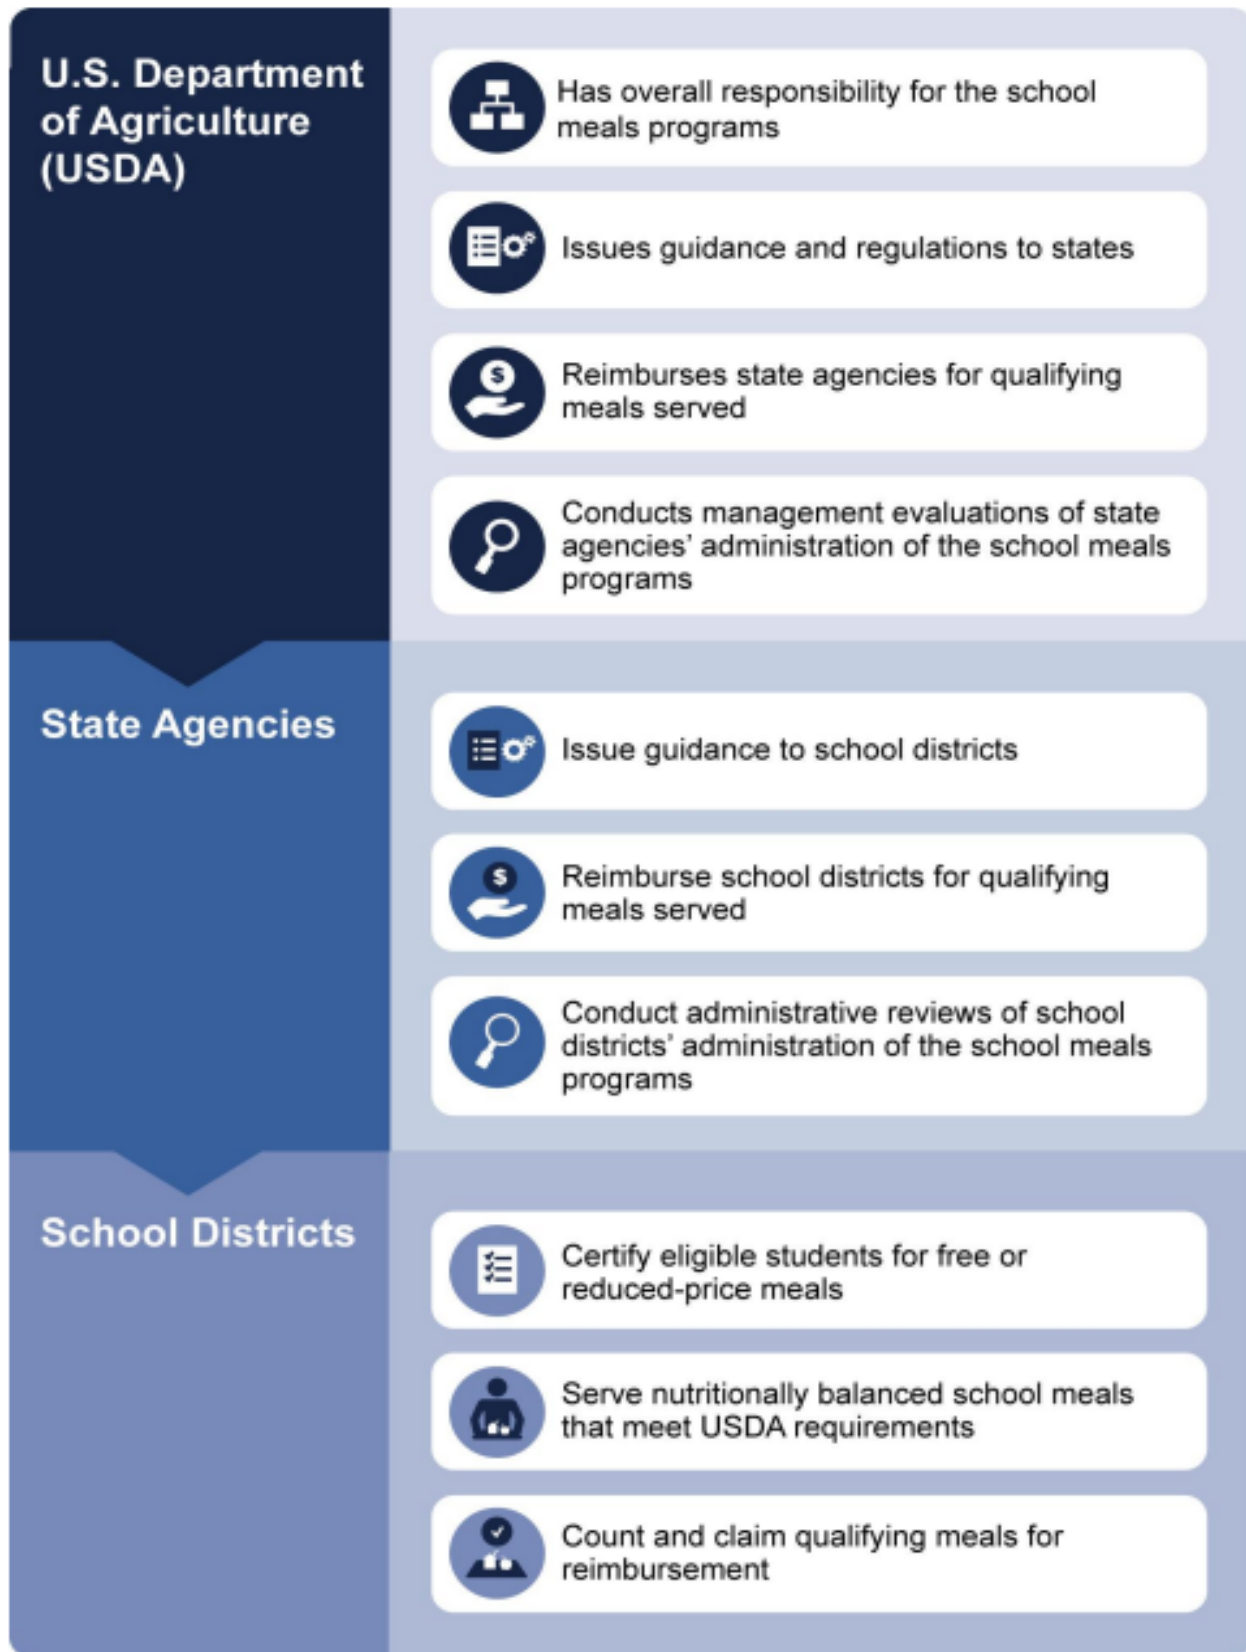 U.S. Department
of Agriculture
(USDA)
Has overall responsibility for the school
meals programs
Issues guidance and regulations to states
$
Reimburses state agencies for qualifying
meals served
Conducts management evaluations of state
agencies’ administration of the school meals
programs
State Agencies
Issue guidance to school districts
$
Reimburse school districts for qualifying
meals served
Conduct administrative reviews of school
districts’ administration of the school meals
programs
School Districts
Certify eligible students for free or
reduced-price meals
Serve nutritionally balanced school meals
that meet USDA requirements
Count and claim qualifying meals for
reimbursement